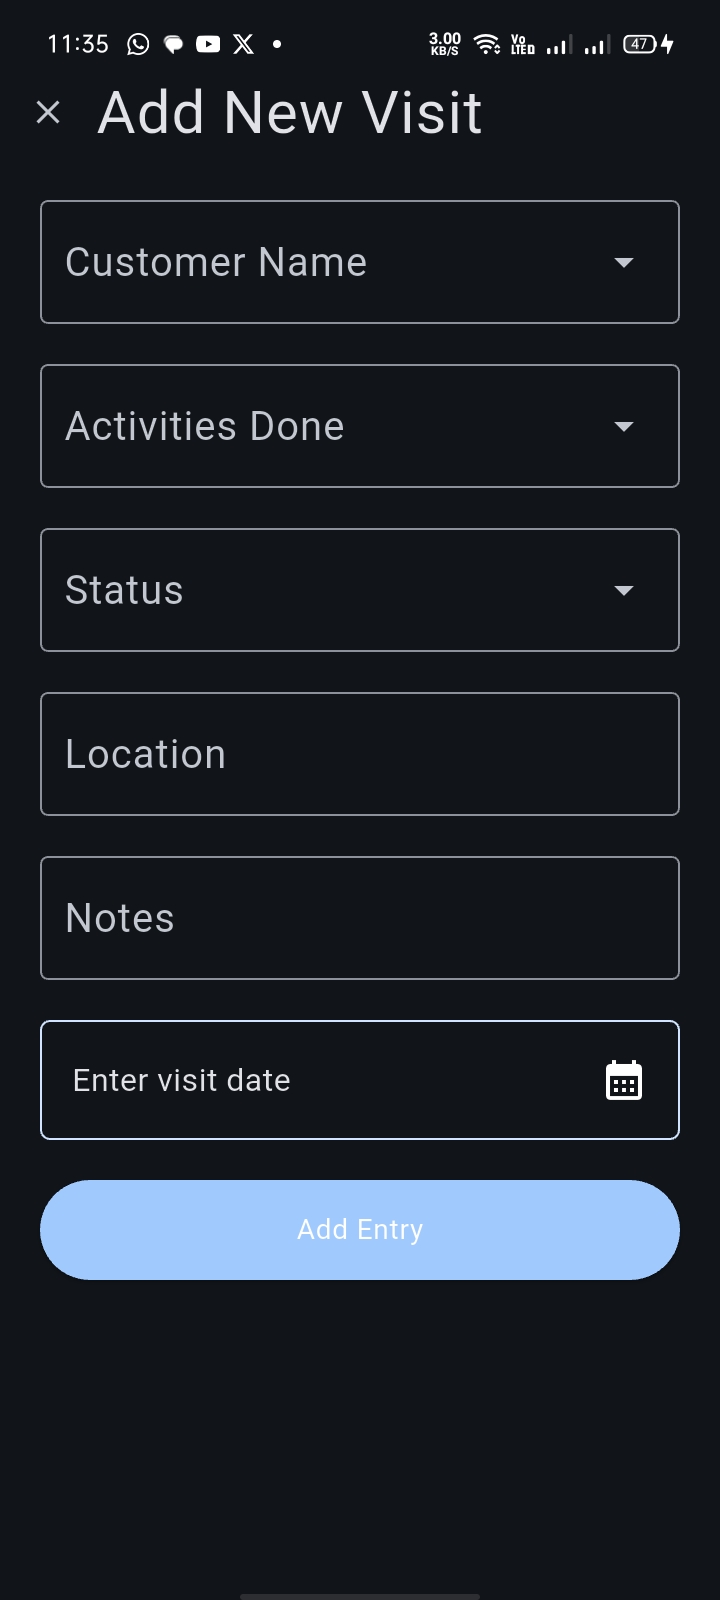 11:35 3.00 KB/S Vo LTED 47
Add New Visit
Customer Name
Activities Done
Status
Location
Notes
Enter visit date
Add Entry